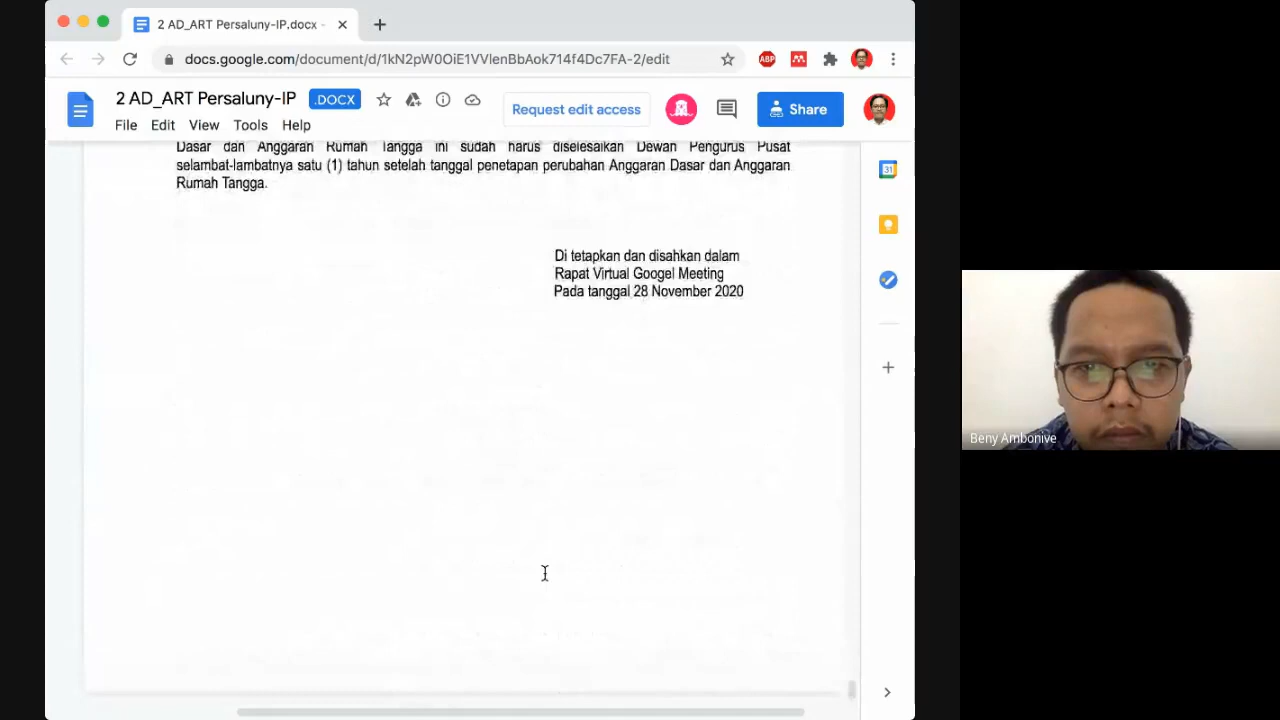 2 AD_ART Persaluny-IP.docx -
docs.google.com/document/d/1kN2pW0OiE1VVlenBbAok714f4Dc7FA-2/edit
ABP
2 AD_ART Persaluny-IP .DOCX
Request edit access
Share
File Edit View Tools Help
Dasar dan Anggaran Rumah Tangga ini sudah harus diselesaikan Dewan Pengurus Pusat
selambat-lambatnya satu (1) tahun setelah tanggal penetapan perubahan Anggaran Dasar dan Anggaran
Rumah Tangga.
31
Di tetapkan dan disahkan dalam
Rapat Virtual Googel Meeting
Pada tanggal 28 November 2020
Beny Ambonive